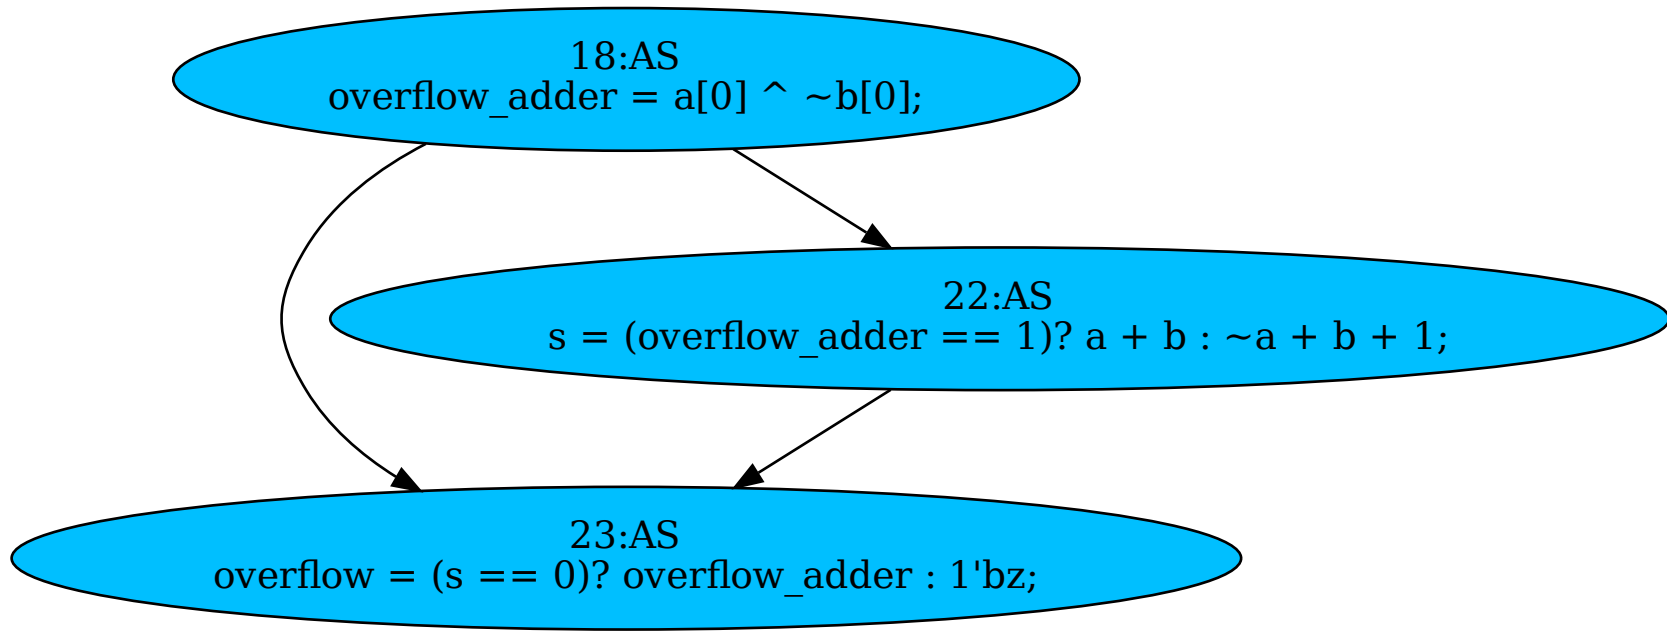 18:AS
overflow_adder = a[0] ^ ~b[0];
22:AS
s = (overflow_adder == 1)? a + b : ~a + b + 1;
23:AS
overflow = (s == 0)? overflow_adder : 1'bz;